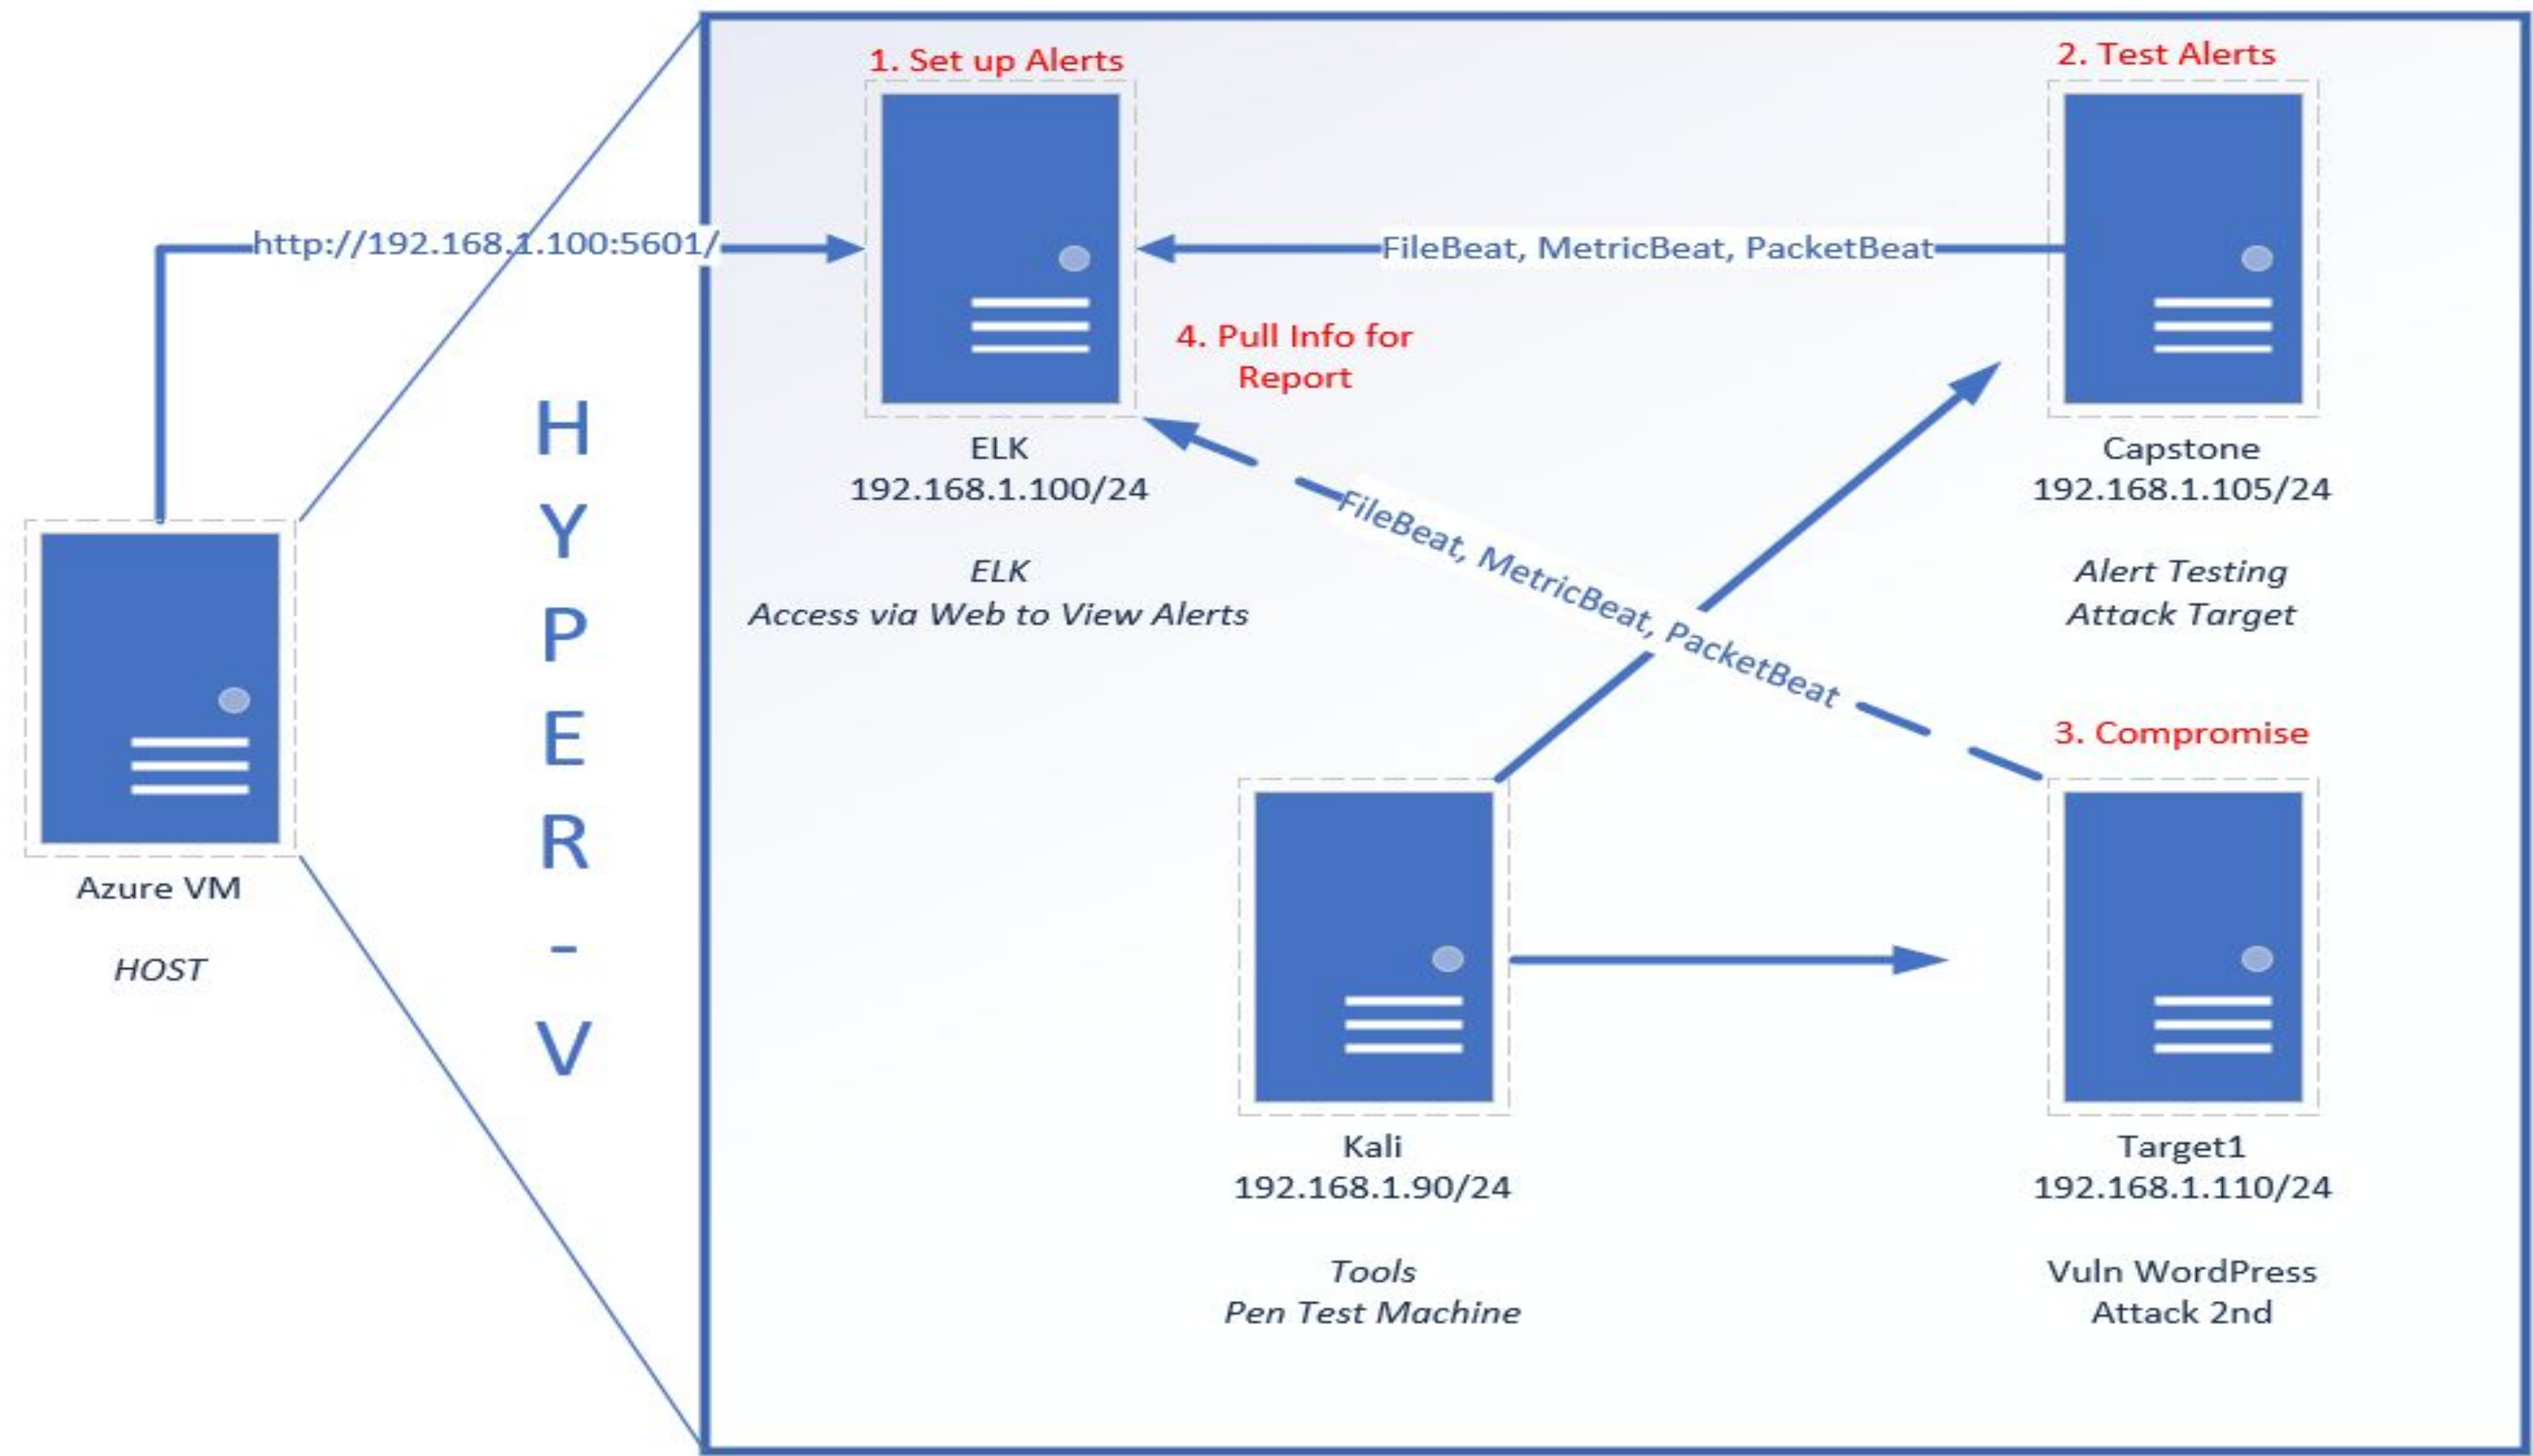 1. Set up Alerts
2. Test Alerts
http://192.168.1.100:5601/
FileBeat, MetricBeat, PacketBeat
4. Pull Info for
Report
ELK
192.168.1.100/24
ELK
Access via Web to View Alerts
Capstone
192.168.1.105/24
Alert Testing
Attack Target
FileBeat, MetricBeat, PacketBeat
H
Y
P
E
R
-
V
Azure VM
HOST
3. Compromise
Kali
192.168.1.90/24
Tools
Pen Test Machine
Target1
192.168.1.110/24
Vuln WordPress
Attack 2nd